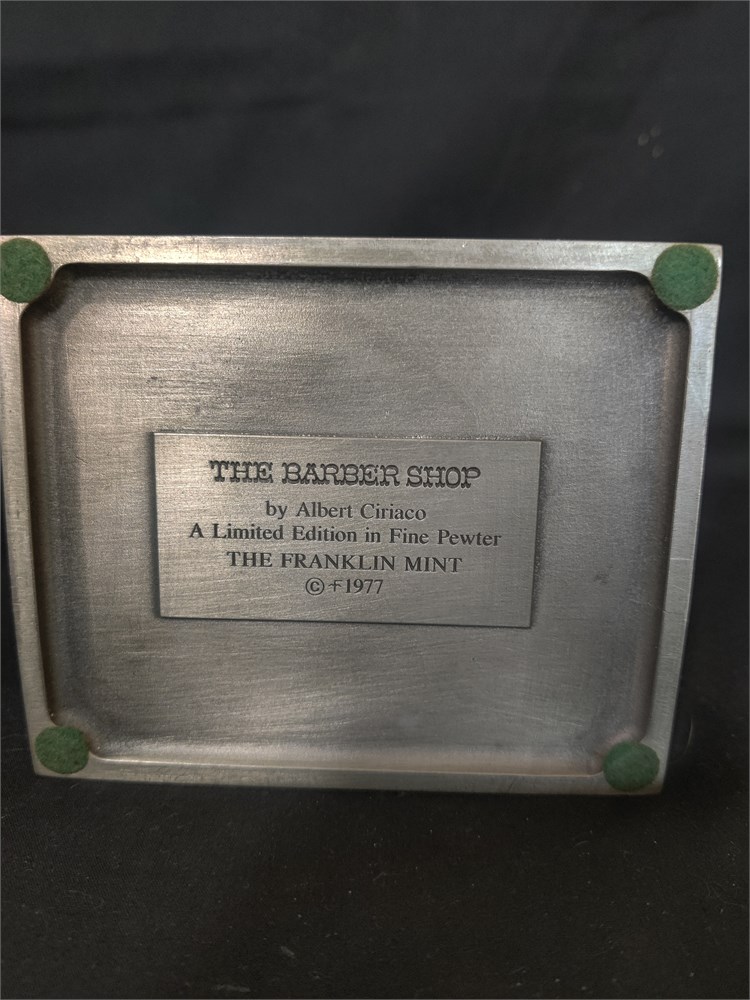 THE BARBER SHOP
by Albert Ciriaco
A Limited Edition in Fine Pewter
THE FRANKLIN MINT
© F 1977